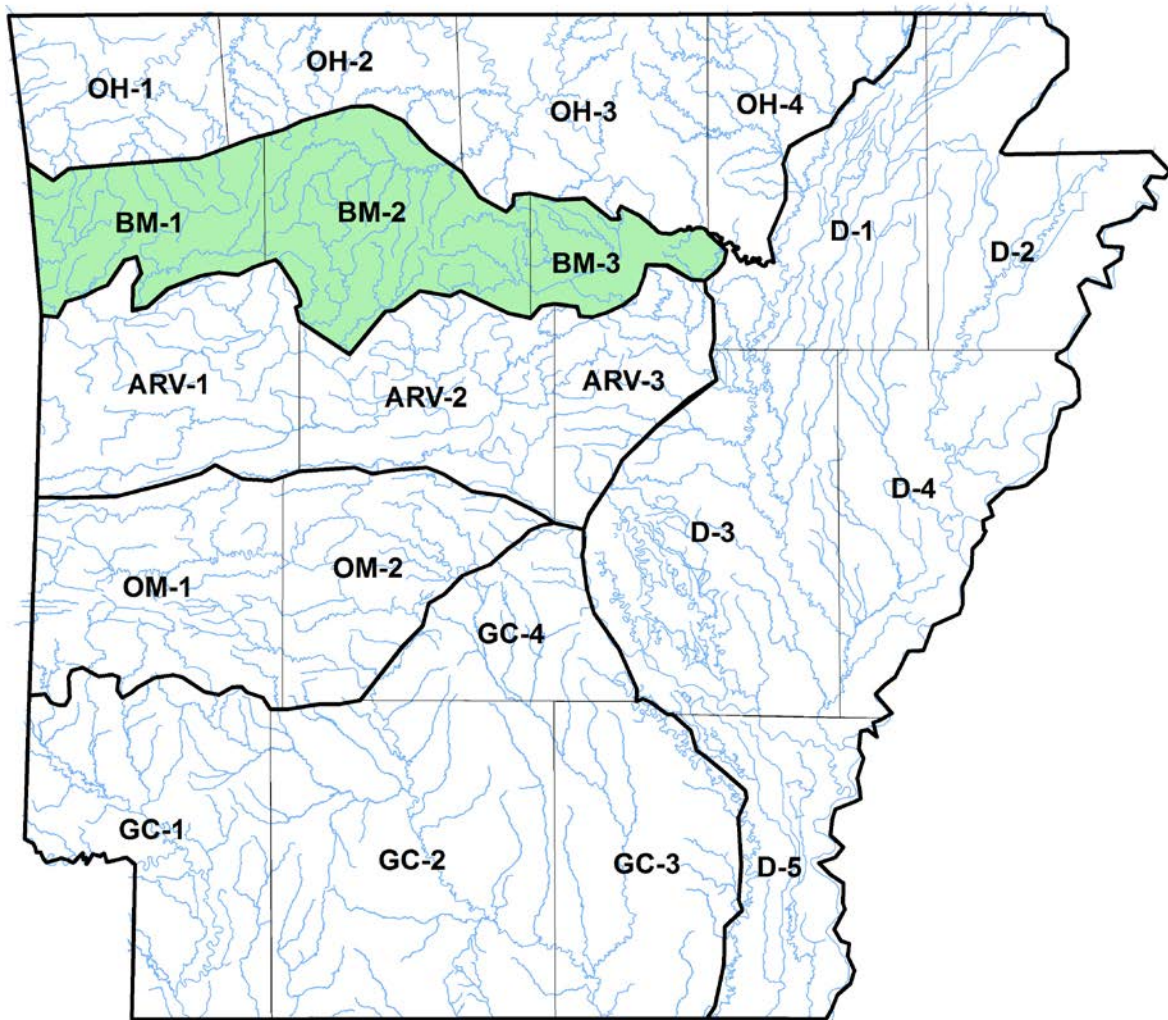 OH-1
OH-2
OH-3
OH-4
BM-1
BM-2
BM-3
D-1
D-2
ARV-1
ARV-2
ARV-3
D-4
D-3
OM-1
OM-2
GC-4
GC-1
GC-2
GC-3
D-5